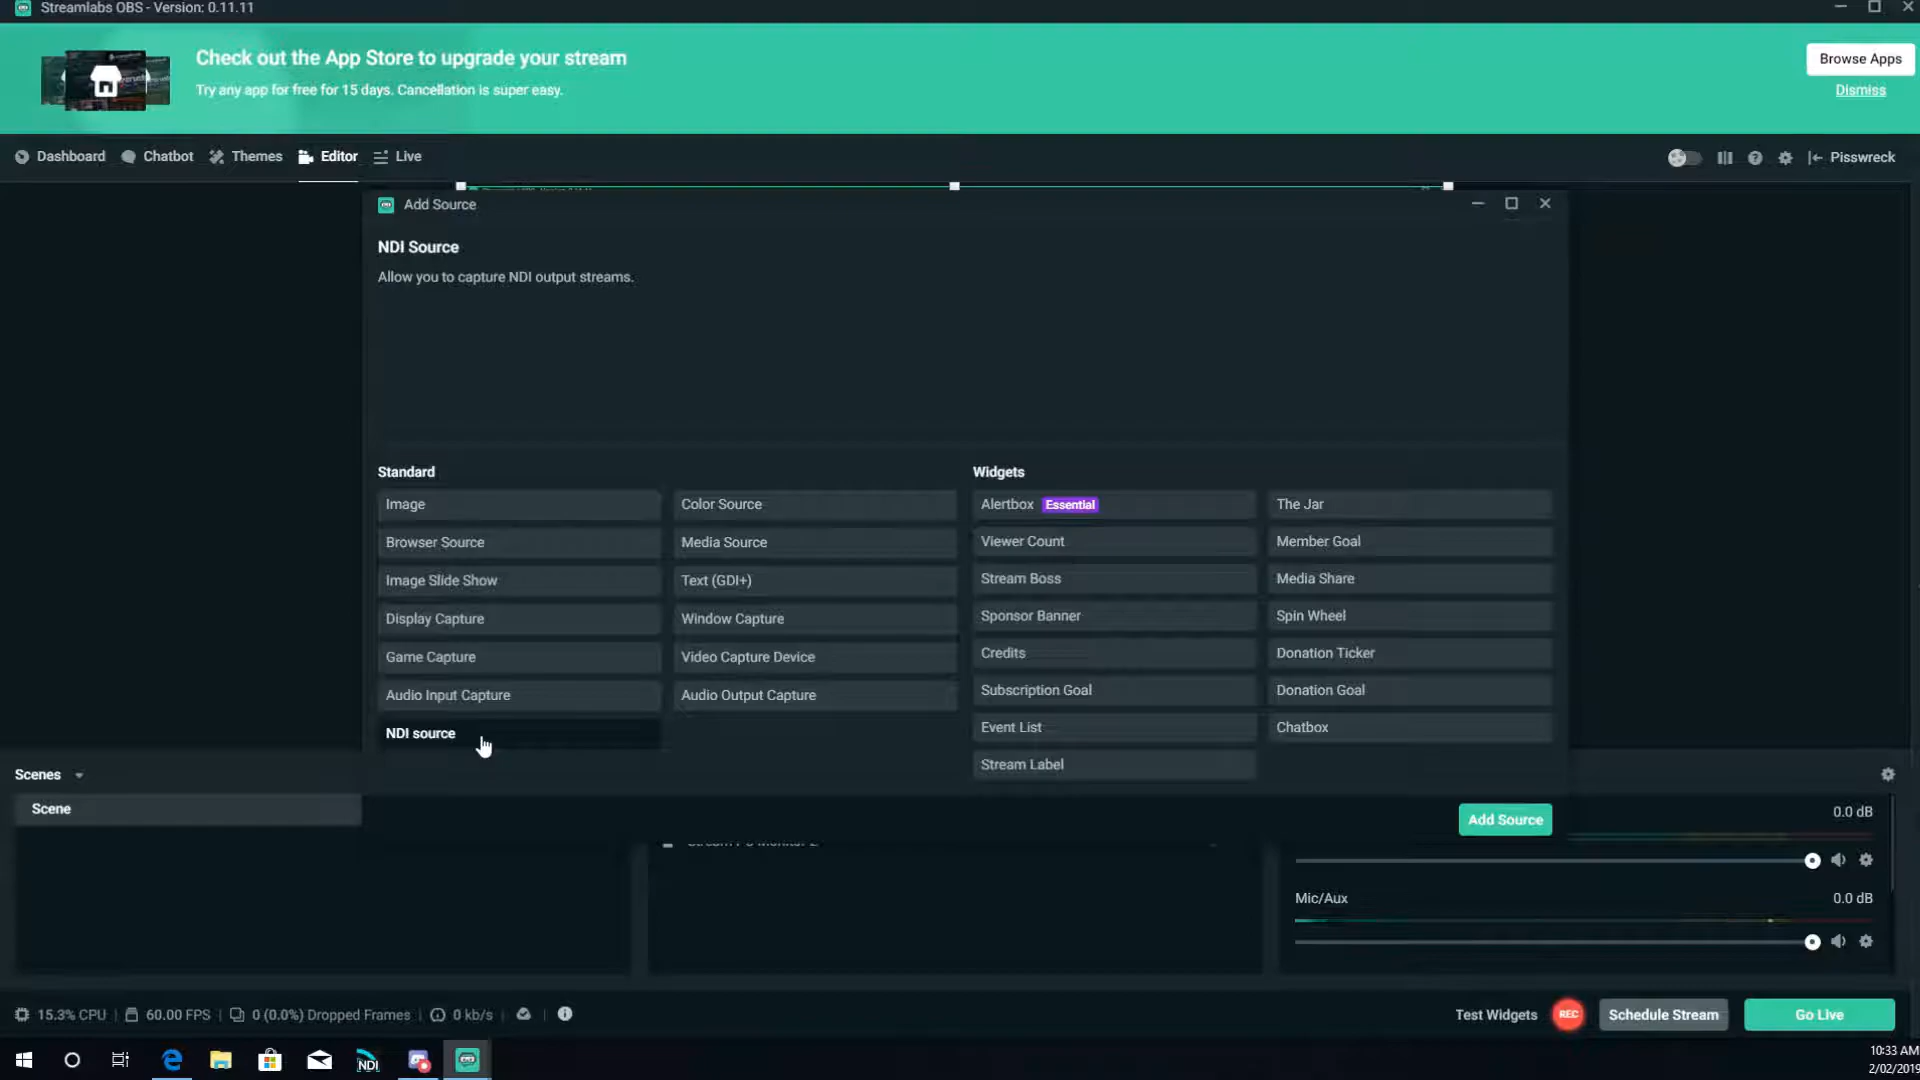 Streamlabs OBS - Version: 0.11.11
Check out the App Store to upgrade your stream
Try any app for free for 15 days. Cancellation is super easy.
Browse Apps
Dismiss
Dashboard
Chatbot
Themes
Editor
Live
Pisswreck
Add Source
NDI Source
Allow you to capture NDI output streams.
Standard
Image
Color Source
Browser Source
Media Source
Image Slide Show
Text (GDI+)
Display Capture
Window Capture
Game Capture
Video Capture Device
Audio Input Capture
Audio Output Capture
NDI source
Widgets
Alertbox Essential
The Jar
Viewer Count
Member Goal
Stream Boss
Media Share
Sponsor Banner
Spin Wheel
Credits
Donation Ticker
Subscription Goal
Donation Goal
Event List
Chatbox
Stream Label
Add Source
Scenes
Scene
0.0 dB
Mic/Aux
0.0 dB
15.3% CPU
60.00 FPS
0 (0.0%) Dropped Frames
0 kb/s
Test Widgets
REC
Schedule Stream
Go Live
NDI
10:33 AM
2/02/2019